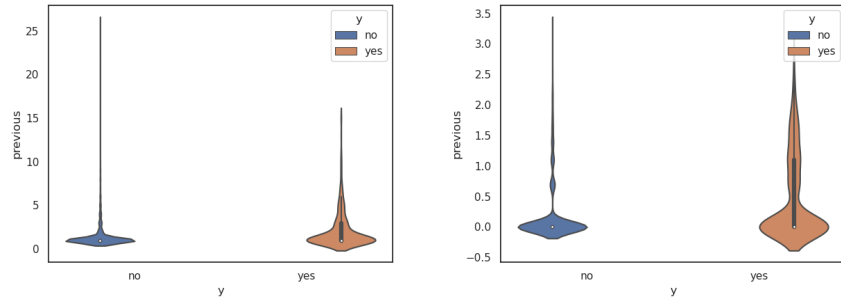 y
no
yes
25
20
15
10
5
0
previous
no
yes
y
y
no
yes
3.5
3.0
2.5
2.0
1.5
1.0
0.5
0.0
−0.5
previous
no
yes
y